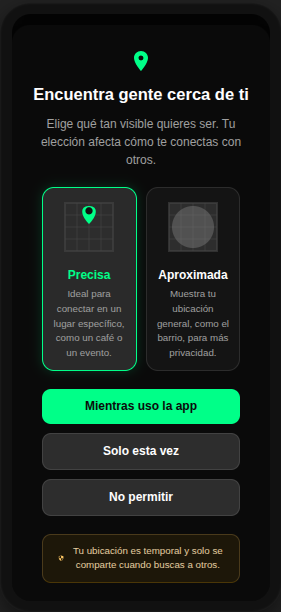 Encuentra gente cerca de ti
Elige qué tan visible quieres ser. Tu
elección afecta cómo te conectas con
otros.
Precisa
Ideal para
conectar en un
lugar específico,
como un café o
un evento.
Aproximada
Muestra tu
ubicación
general, como el
barrio, para más
privacidad.
Mientras uso la app
Solo esta vez
No permitir
Tu ubicación es temporal y solo se
comparte cuando buscas a otros.